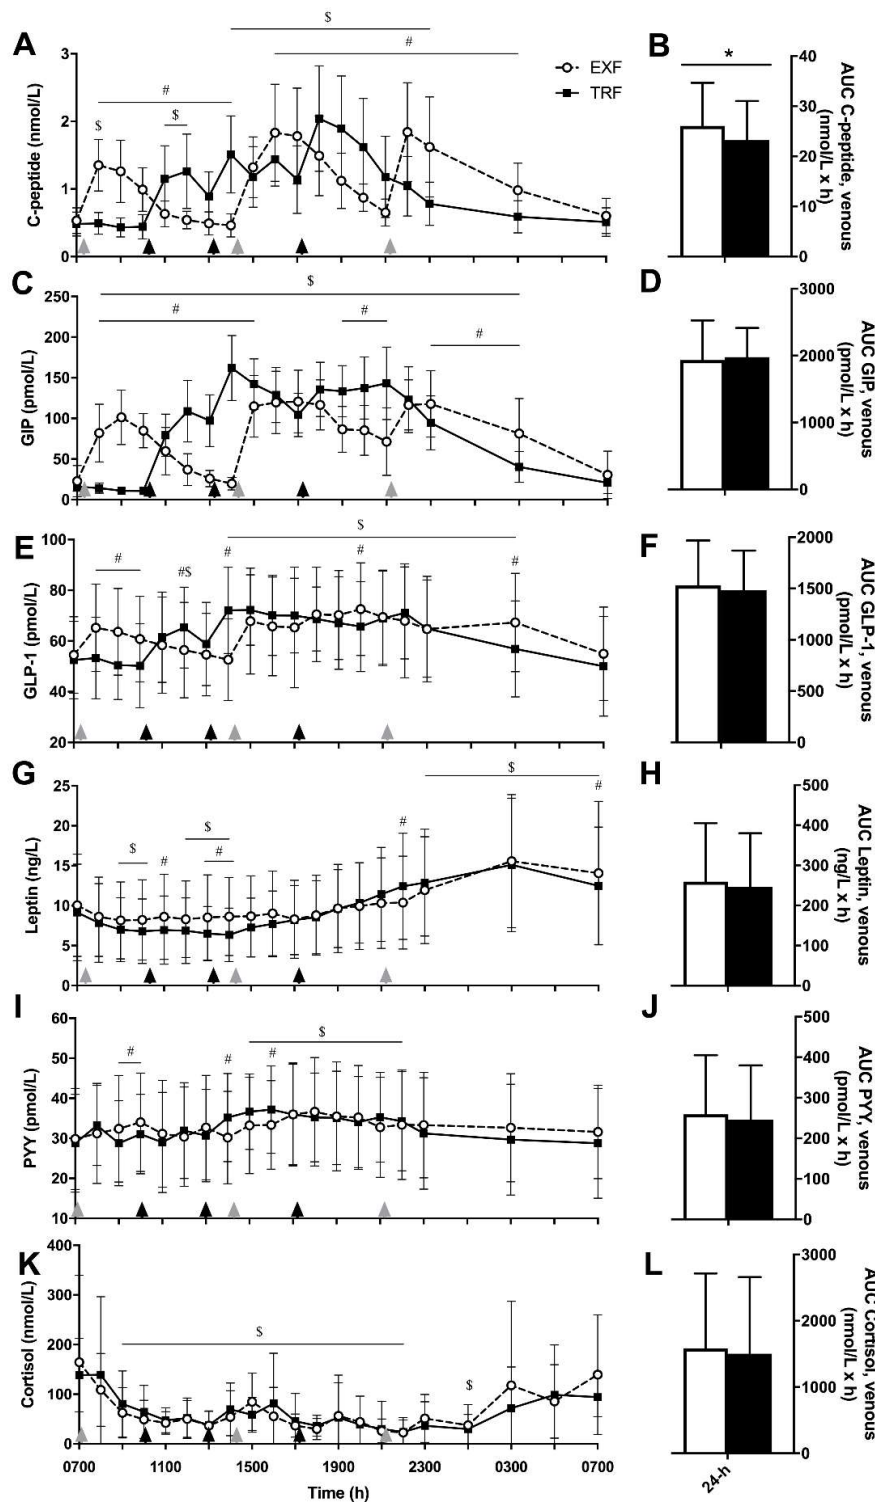 A
C-peptide (nmol/L)
3
2
1
0
$
#
$
#
$
EXF
TRF
B
*
AUC C-peptide, venous
(nmol/L x h)
40
30
20
10
0
C
GIP (pmol/L)
250
200
150
100
50
0
$
#
#
#
D
AUC GIP, venous
(pmol/L x h)
3000
2000
1000
0
E
GLP-1 (pmol/L)
100
80
60
40
20
$
#
#$
#
#
#
F
AUC GLP-1, venous
(pmol/L x h)
2000
1500
1000
500
0
G
Leptin (ng/L)
25
20
15
10
5
0
$
#
$
#
#
$
#
H
AUC Leptin, venous
(ng/L x h)
500
400
300
200
100
0
I
PYY (pmol/L)
60
50
40
30
20
10
#
#
#
$
J
AUC PYY, venous
(pmol/L x h)
500
400
300
200
100
0
K
Cortisol (nmol/L)
400
300
200
100
0
$
$
0700
1100
1500
1900
2300
0300
0700
Time (h)
L
AUC Cortisol, venous
(nmol/L x h)
3000
2000
1000
0
24-h